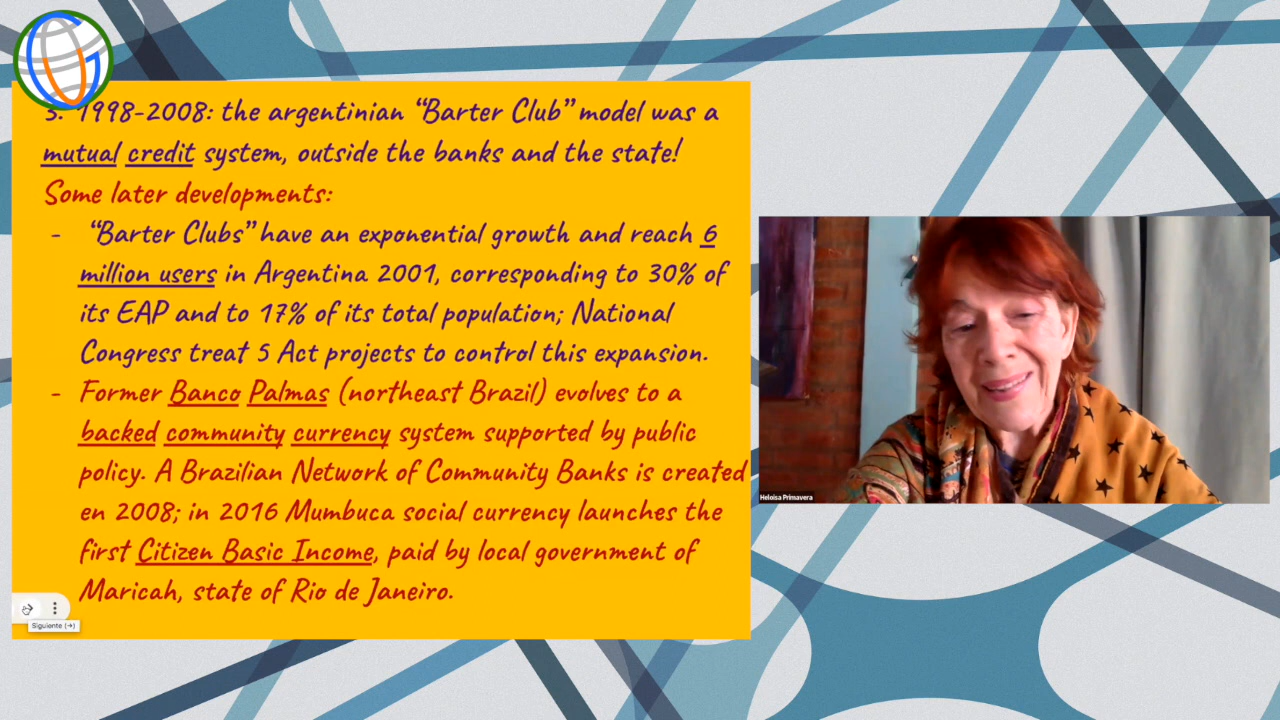 3. 1998-2008: the argentinian “Barter Club” model was a
mutual credit system, outside the banks and the state!
Some later developments:
- “Barter Clubs” have an exponential growth and reach 6
million users in Argentina 2001, corresponding to 30% of
its EAP and to 17% of its total population; National
Congress treat 5 Act projects to control this expansion.
- Former Banco Palmas (northeast Brazil) evolves to a
backed community currency system supported by public
policy. A Brazilian Network of Community Banks is created
en 2008; in 2016 Mumbuca social currency launches the
first Citizen Basic Income, paid by local government of
Maricah, state of Rio de Janeiro.
Siguiente (→)
Heloisa Primavera